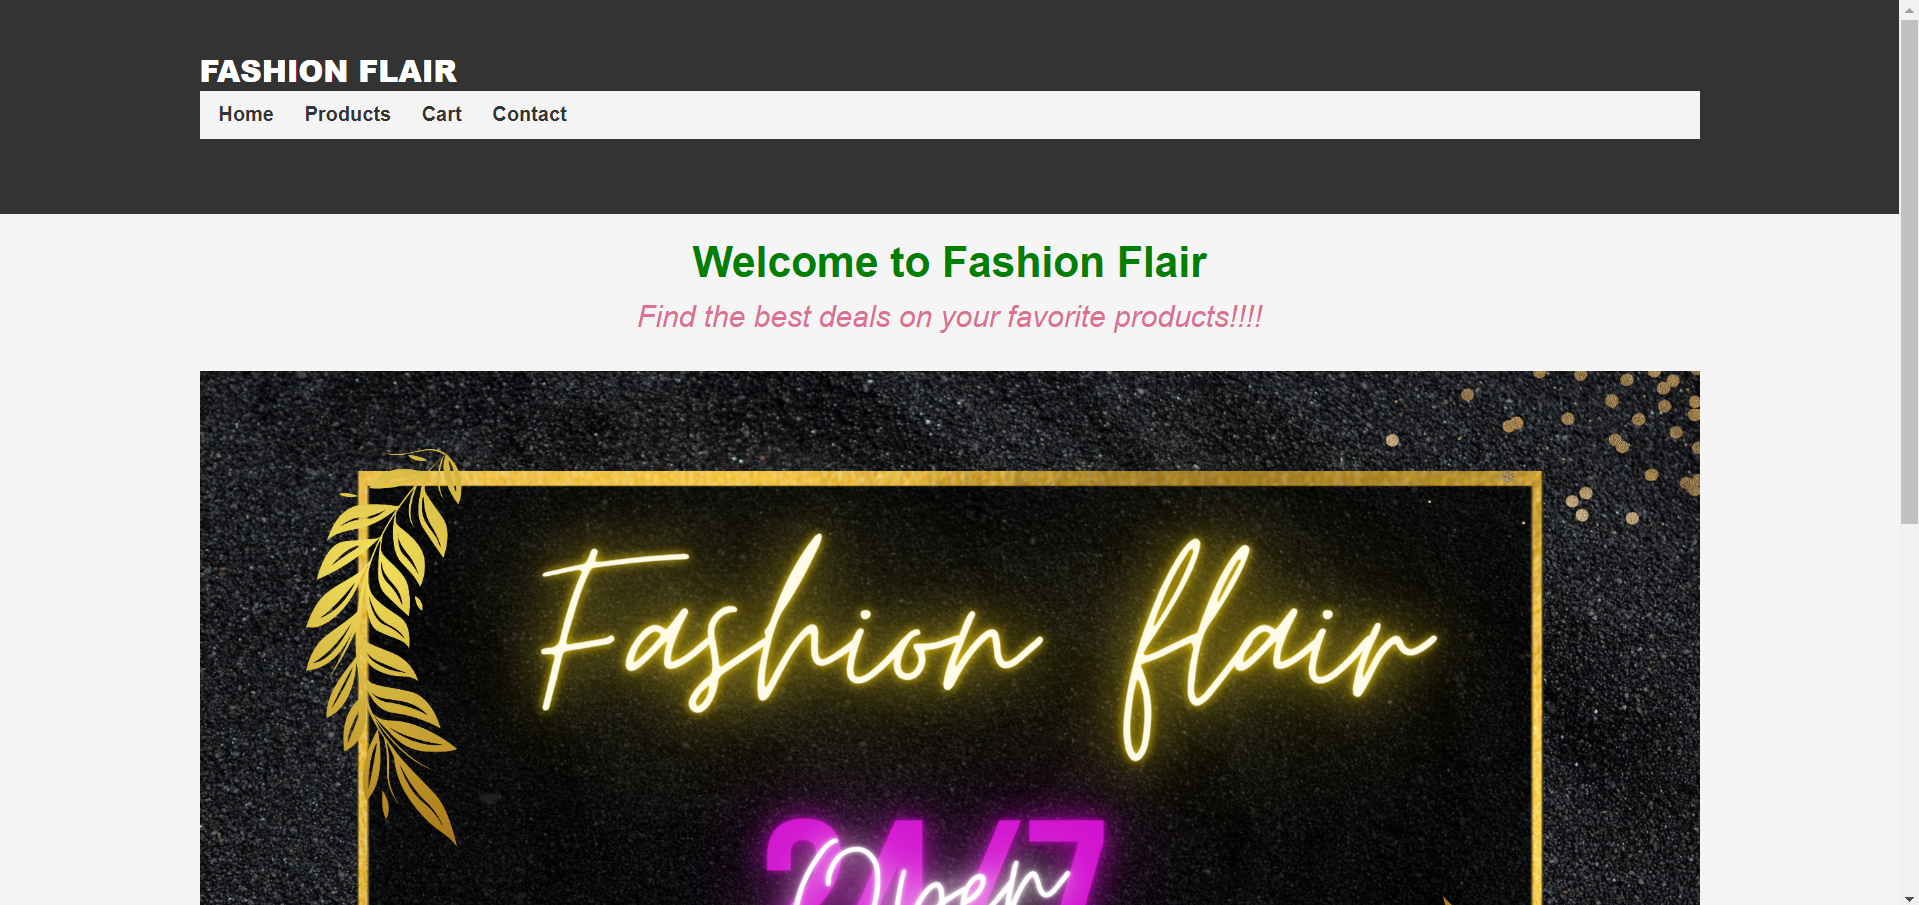 FASHION FLAIR
Home Products Cart Contact
Welcome to Fashion Flair
Find the best deals on your favorite products!!!!
Fashion flair
24/7
Open